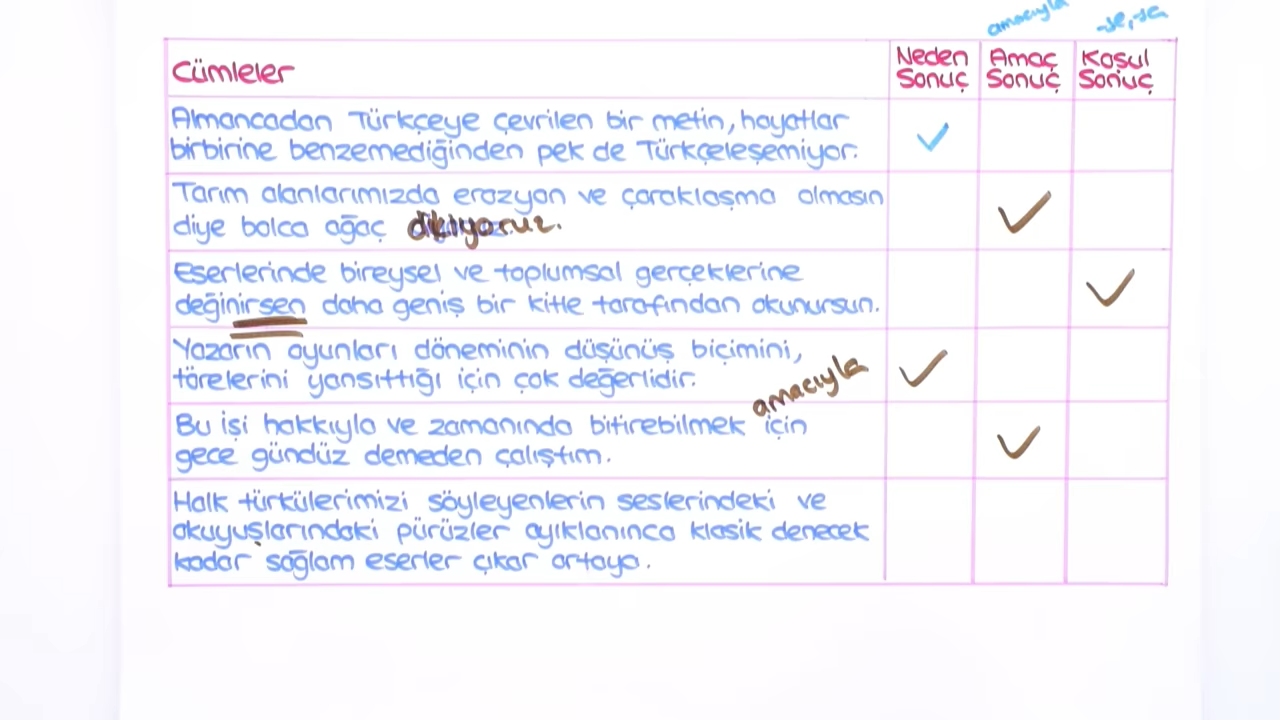 amacıyla
-se, -sa
Cümleler
Neden
Sonuç
Amaç
Sonuç
Koşul
Sonuç
Almancadan Türkçeye çevrilen bir metin, hayatlar
birbirine benzemediğinden pek de Türkçeleşemiyor.
Tarım alanlarımızda erozyon ve çoraklaşma olmasın
diye bolca ağaç dikiyoruz.
Eserlerinde bireysel ve toplumsal gerçeklerine
değinirsen daha geniş bir kitle tarafından okunursun.
Yazarın oyunları döneminin düşünüş biçimini,
törelerini yansıttığı için çok değerlidir.
amacıyla
Bu işi hakkıyla ve zamanında bitirebilmek için
gece gündüz demeden çalıştım.
Halk türkülerimizi söyleyenlerin seslerindeki ve
okuyuşlarındaki pürüzler ayıklanınca klasik denecek
kadar sağlam eserler çıkar ortaya.